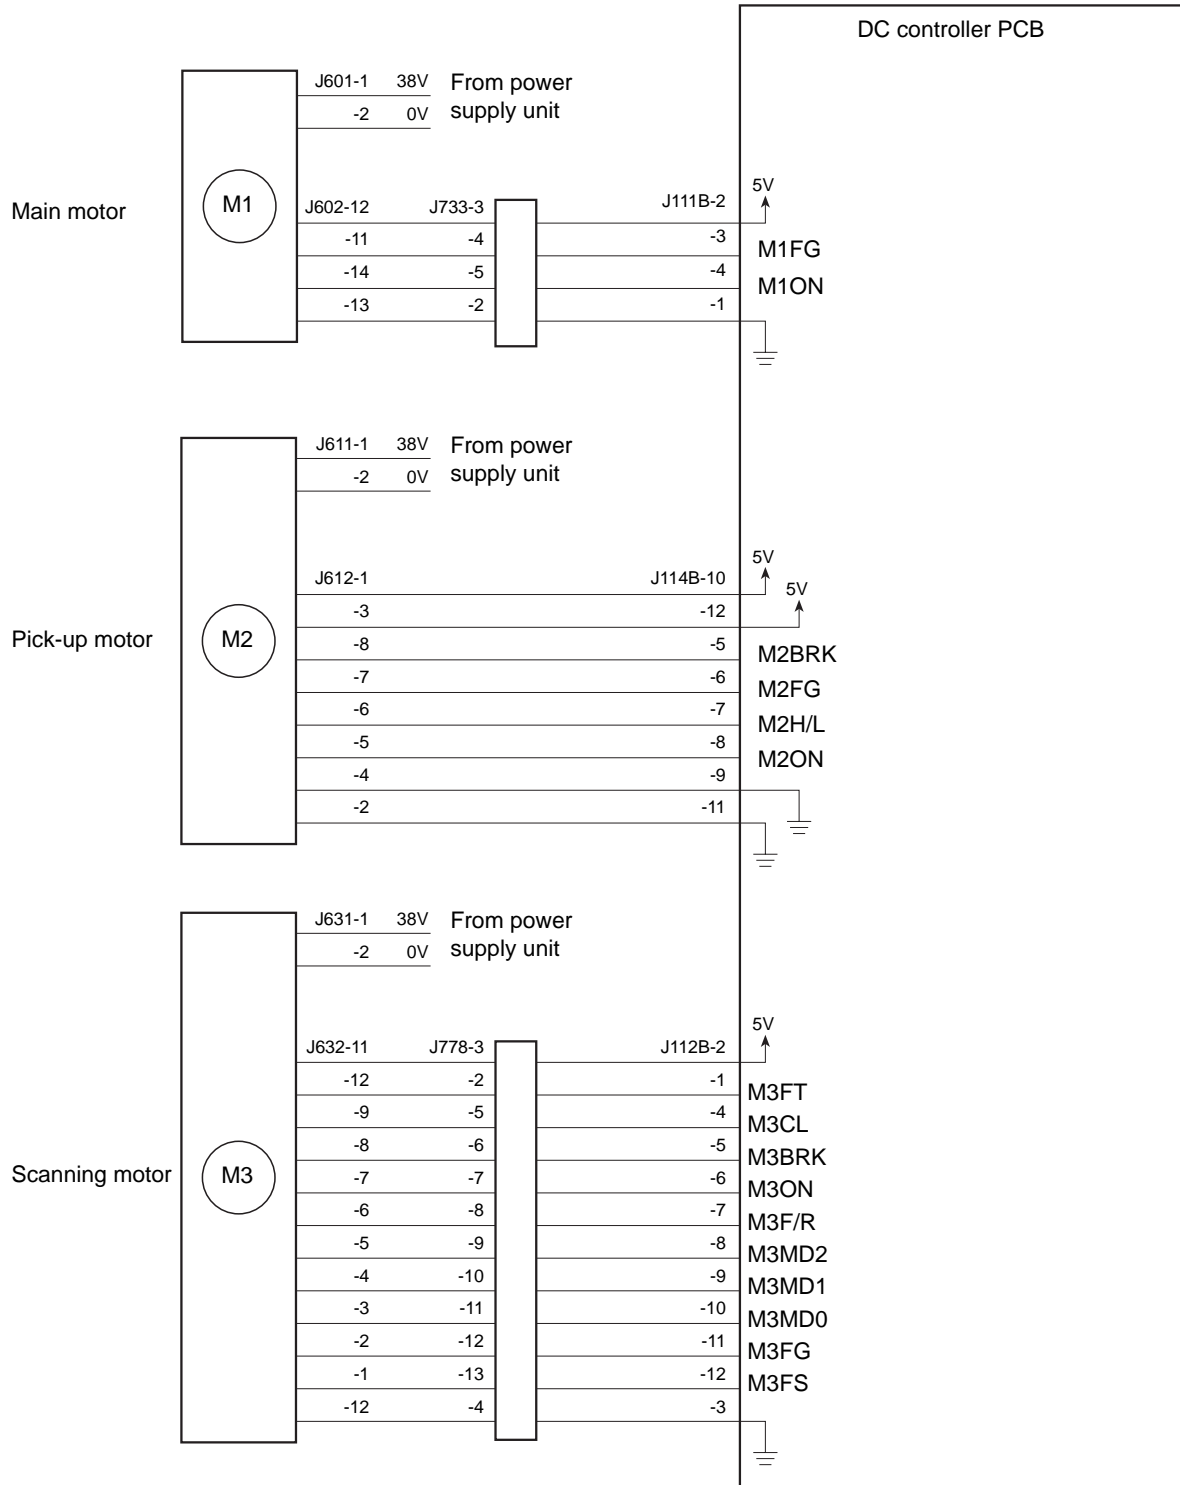 DC controller PCB
J601-1 38V From power
-2 0V supply unit
Main motor
M1
5V
J602-12 J733-3 J111B-2
-11 -4 -3 M1FG
-14 -5 -4 M1ON
-13 -2 -1
J611-1 38V From power
-2 0V supply unit
Pick-up motor
M2
5V
J612-1 J114B-10 5V
-3 -12
-8 -5 M2BRK
-7 -6 M2FG
-6 -7 M2H/L
-5 -8 M2ON
-4 -9
-2 -11
J631-1 38V From power
-2 0V supply unit
Scanning motor
M3
5V
J632-11 J778-3 J112B-2
-12 -2 -1 M3FT
-9 -5 -4 M3CL
-8 -6 -5 M3BRK
-7 -7 -6 M3ON
-6 -8 -7 M3F/R
-5 -9 -8 M3MD2
-4 -10 -9 M3MD1
-3 -11 -10 M3MD0
-2 -12 -11 M3FG
-1 -13 -12 M3FS
-12 -4 -3